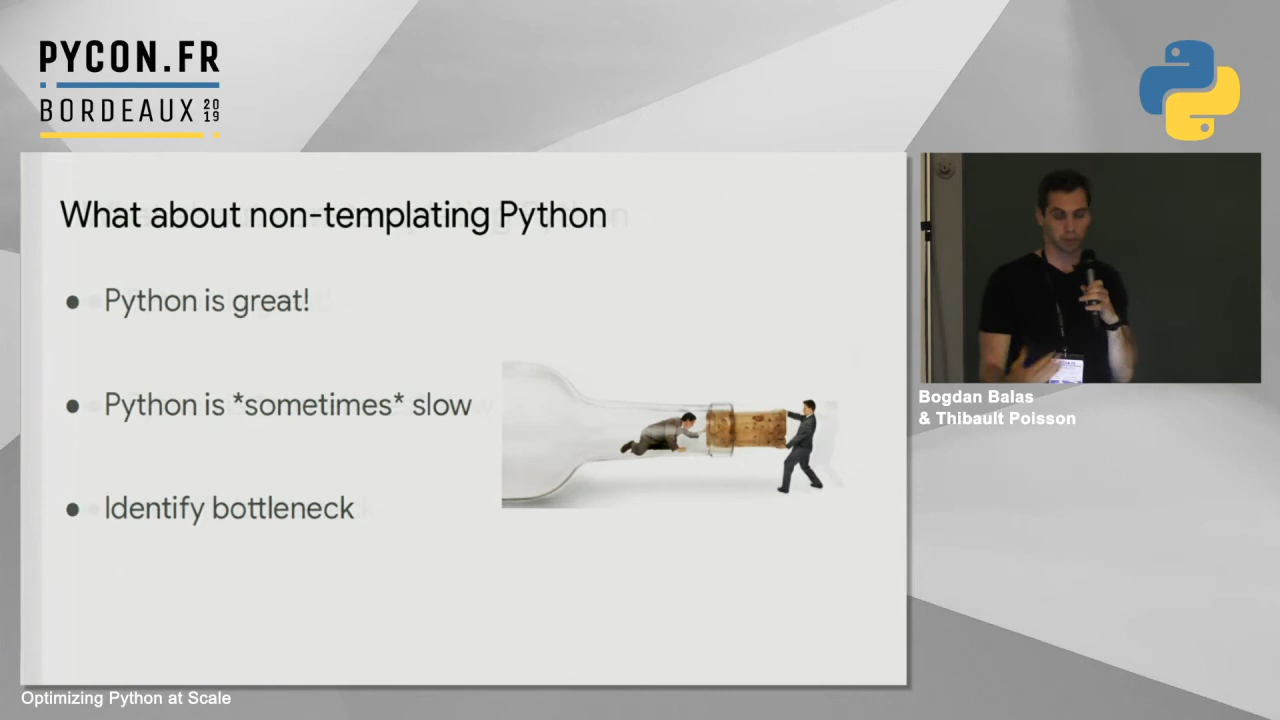 PYCON.FR
BORDEAUX 2019
What about non-templating Python
● Python is great!
● Python is *sometimes* slow
● Identify bottleneck
Bogdan Balas
& Thibault Poisson
Optimizing Python at Scale